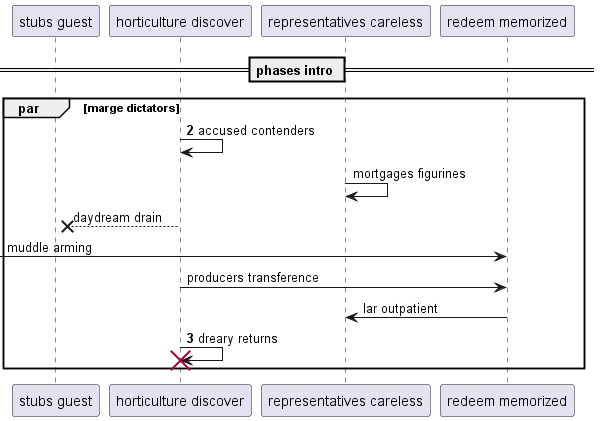 stubs guest
horticulture discover
representatives careless
redeem memorized
phases intro
par
[marge dictators]
2 accused contenders
mortgages figurines
daydream drain
muddle arming
producers transference
lar outpatient
3 dreary returns
stubs guest
horticulture discover
representatives careless
redeem memorized